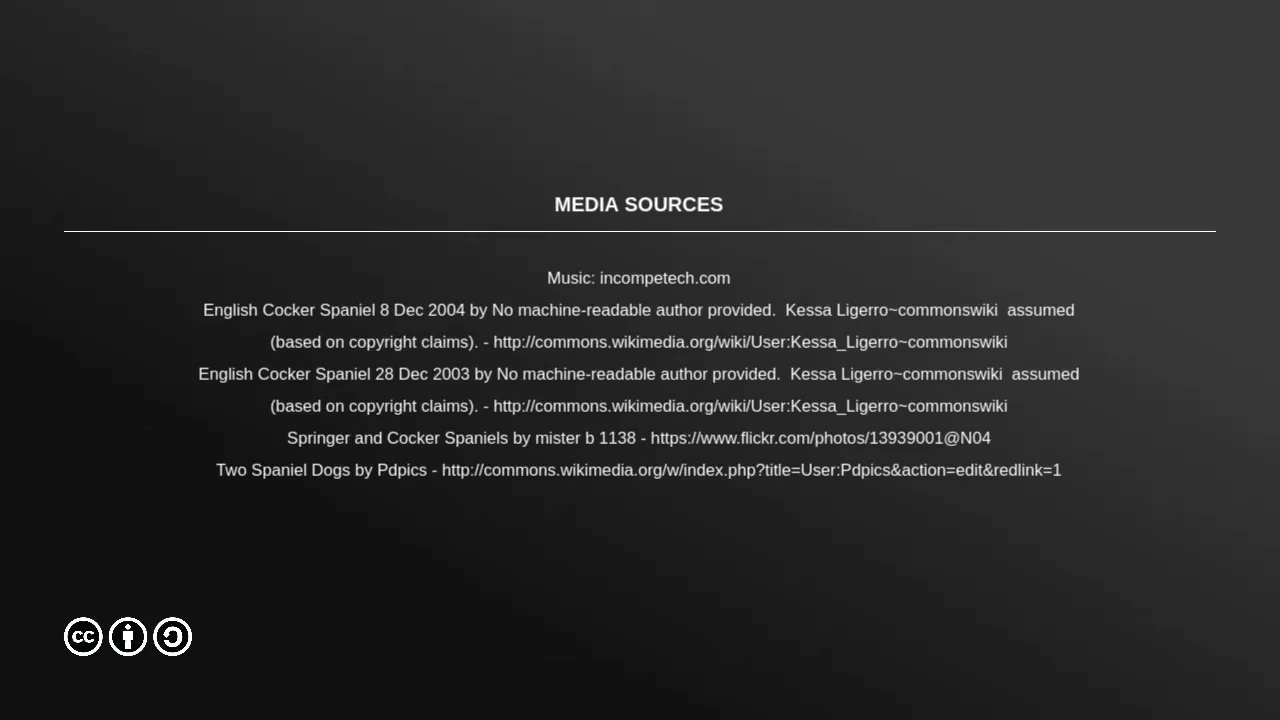 MEDIA SOURCES
Music: incompetech.com
English Cocker Spaniel 8 Dec 2004 by No machine-readable author provided.  Kessa Ligerro~commonswiki  assumed
(based on copyright claims). - http://commons.wikimedia.org/wiki/User:Kessa_Ligerro~commonswiki
English Cocker Spaniel 28 Dec 2003 by No machine-readable author provided.  Kessa Ligerro~commonswiki  assumed
(based on copyright claims). - http://commons.wikimedia.org/wiki/User:Kessa_Ligerro~commonswiki
Springer and Cocker Spaniels by mister b 1138 - https://www.flickr.com/photos/13939001@N04
Two Spaniel Dogs by Pdpics - http://commons.wikimedia.org/w/index.php?title=User:Pdpics&action=edit&redlink=1
cc